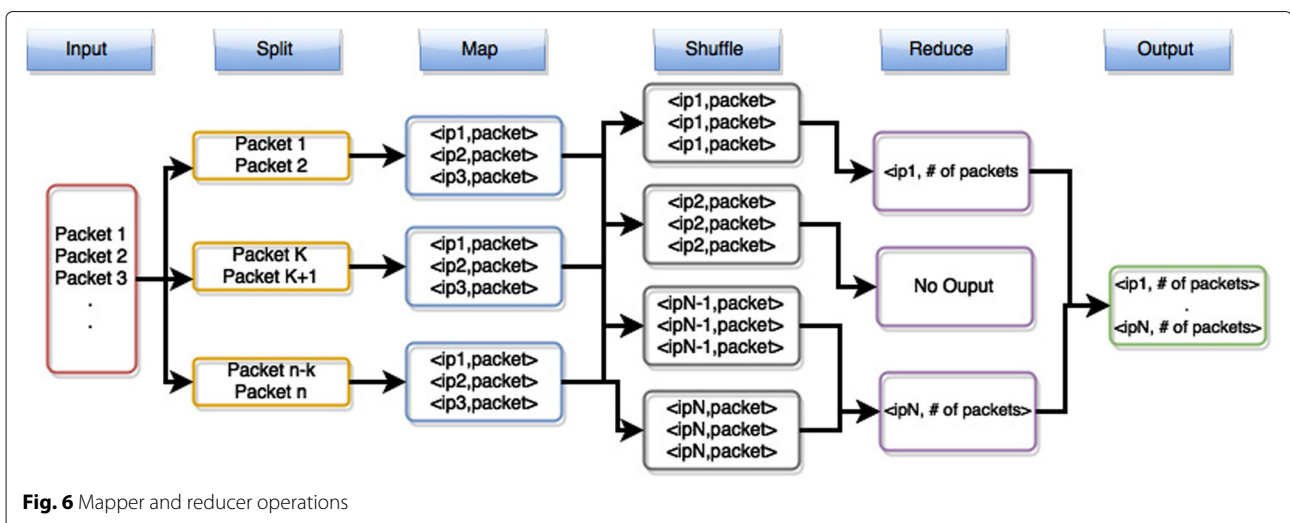 Input
Split
Map
Shuffle
Reduce
Output
Packet 1
Packet 2
Packet 3
.
.
Packet 1
Packet 2
Packet K
Packet K+1
Packet n-k
Packet n
<ip1,packet>
<ip2,packet>
<ip3,packet>
<ip1,packet>
<ip2,packet>
<ip3,packet>
<ip1,packet>
<ip2,packet>
<ip3,packet>
<ip1,packet>
<ip1,packet>
<ip1,packet>
<ip2,packet>
<ip2,packet>
<ip2,packet>
<ipN-1,packet>
<ipN-1,packet>
<ipN-1,packet>
<ipN,packet>
<ipN,packet>
<ipN,packet>
<ip1, # of packets
No Ouput
<ipN, # of packets>
<ip1, # of packets>
.
<ipN, # of packets>
Fig. 6 Mapper and reducer operations